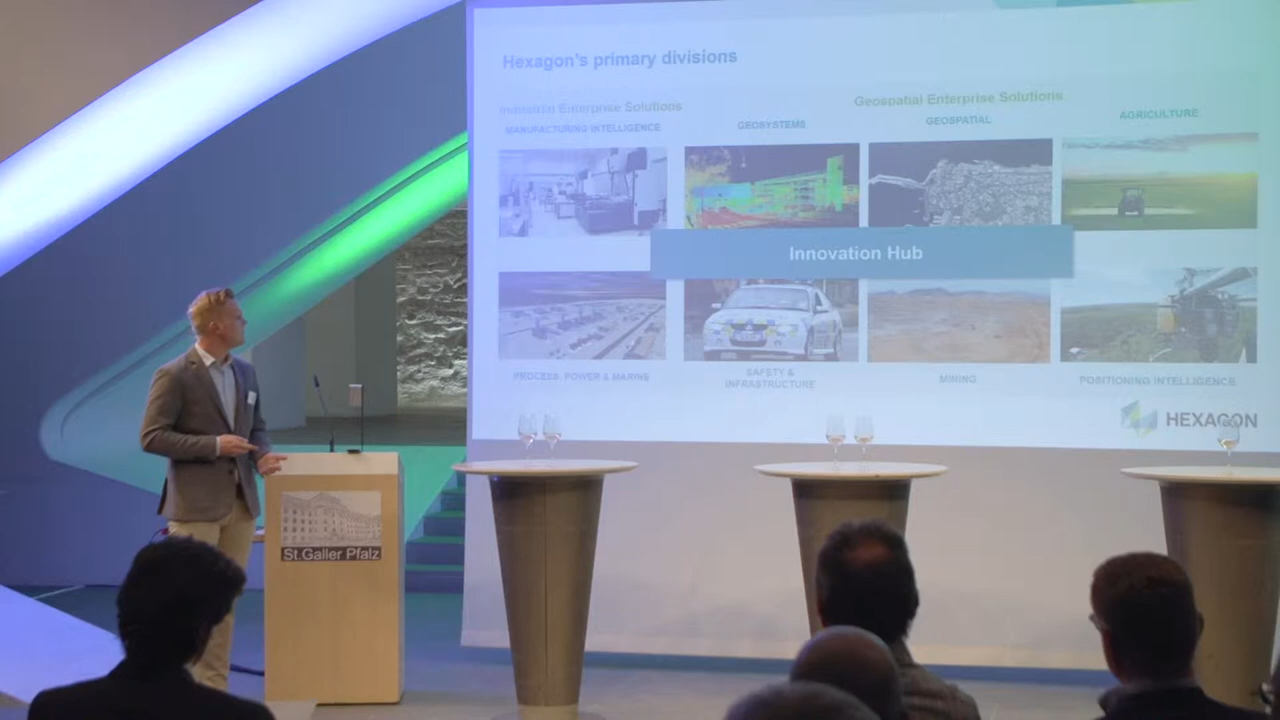 Hexagon's primary divisions
Industrial Enterprise Solutions
Geospatial Enterprise Solutions
MANUFACTURING INTELLIGENCE
GEOSYSTEMS
GEOSPATIAL
AGRICULTURE
Innovation Hub
PROCESS, POWER & MARINE
SAFETY &
INFRASTRUCTURE
MINING
POSITIONING INTELLIGENCE
HEXAGON
St.Galler Pfalz